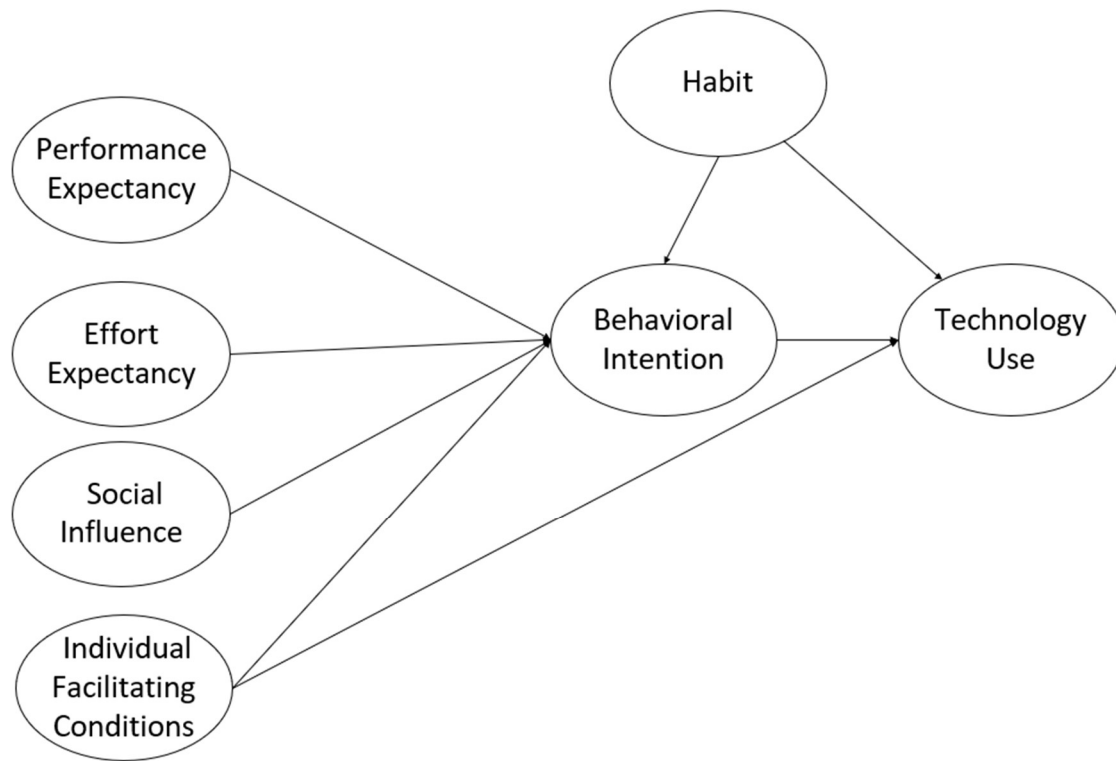 Habit
Performance
Expectancy
Effort
Expectancy
Behavioral
Intention
Technology
Use
Social
Influence
Individual
Facilitating
Conditions